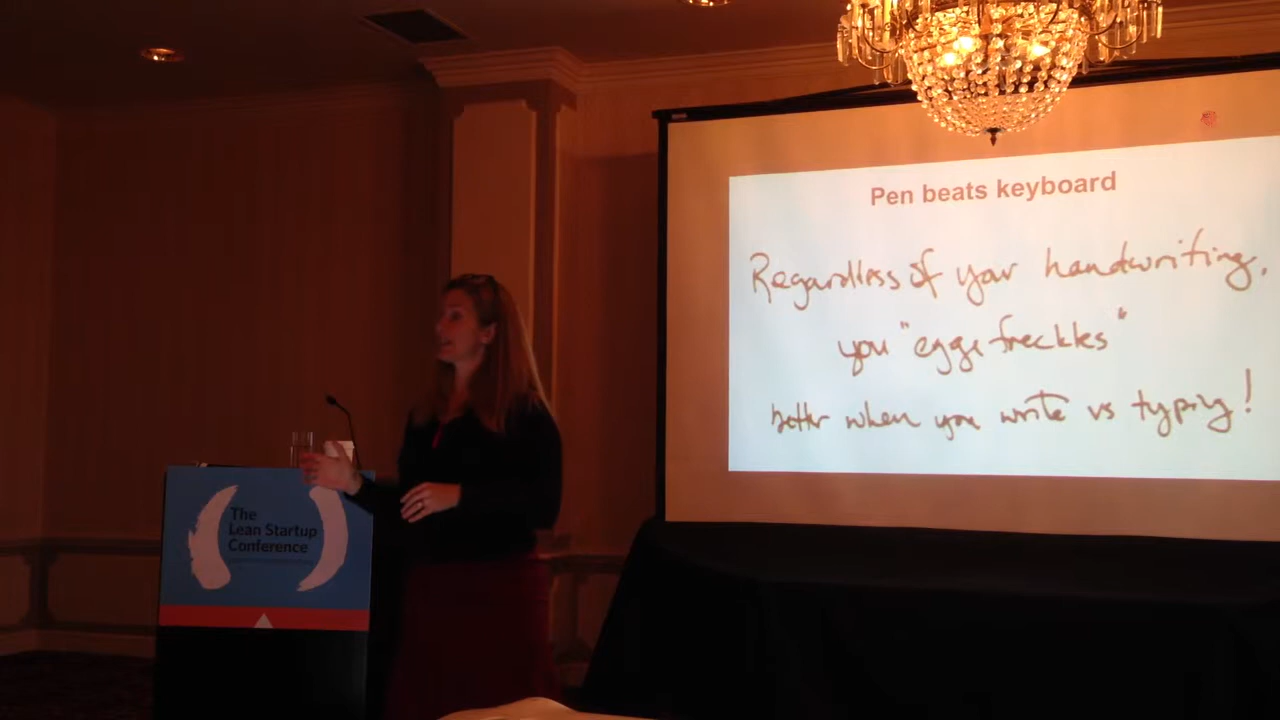 Pen beats keyboard
Regardless of your handwriting,
you "eggs freckles"
better when you write vs typing!
The
Lean Startup
Conference